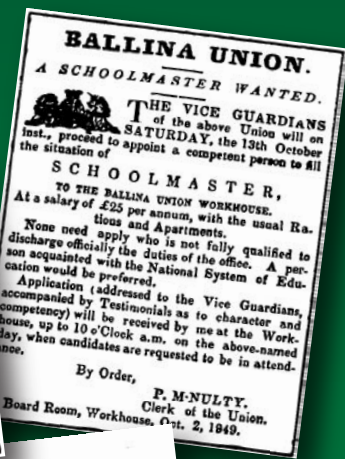 BALLINA UNION.
A SCHOOLMASTER WANTED.
THE VICE GUARDIANS
of the above Union will on
SATURDAY, the 13th October
inst., proceed to appoint a competent person to fill
the situation of
SCHOOLMASTER,
TO THE BALLINA UNION WORKHOUSE.
At a salary of £25 per annum, with the usual Ra-
tions and Apartments.
None need apply who is not fully qualified to
discharge officially the duties of the office. A per-
son acquainted with the National System of Edu-
cation would be preferred.
Application (addressed to the Vice Guardians,
accompanied by Testimonials as to character and
competency) will be received by me at the Work-
house, up to 10 o'Clock a.m. on the above-named
day, when candidates are requested to be in attend-
ance.
By Order,
P. M'NULTY.
Clerk of the Union.
Board Room, Workhouse, Oct. 2, 1849.